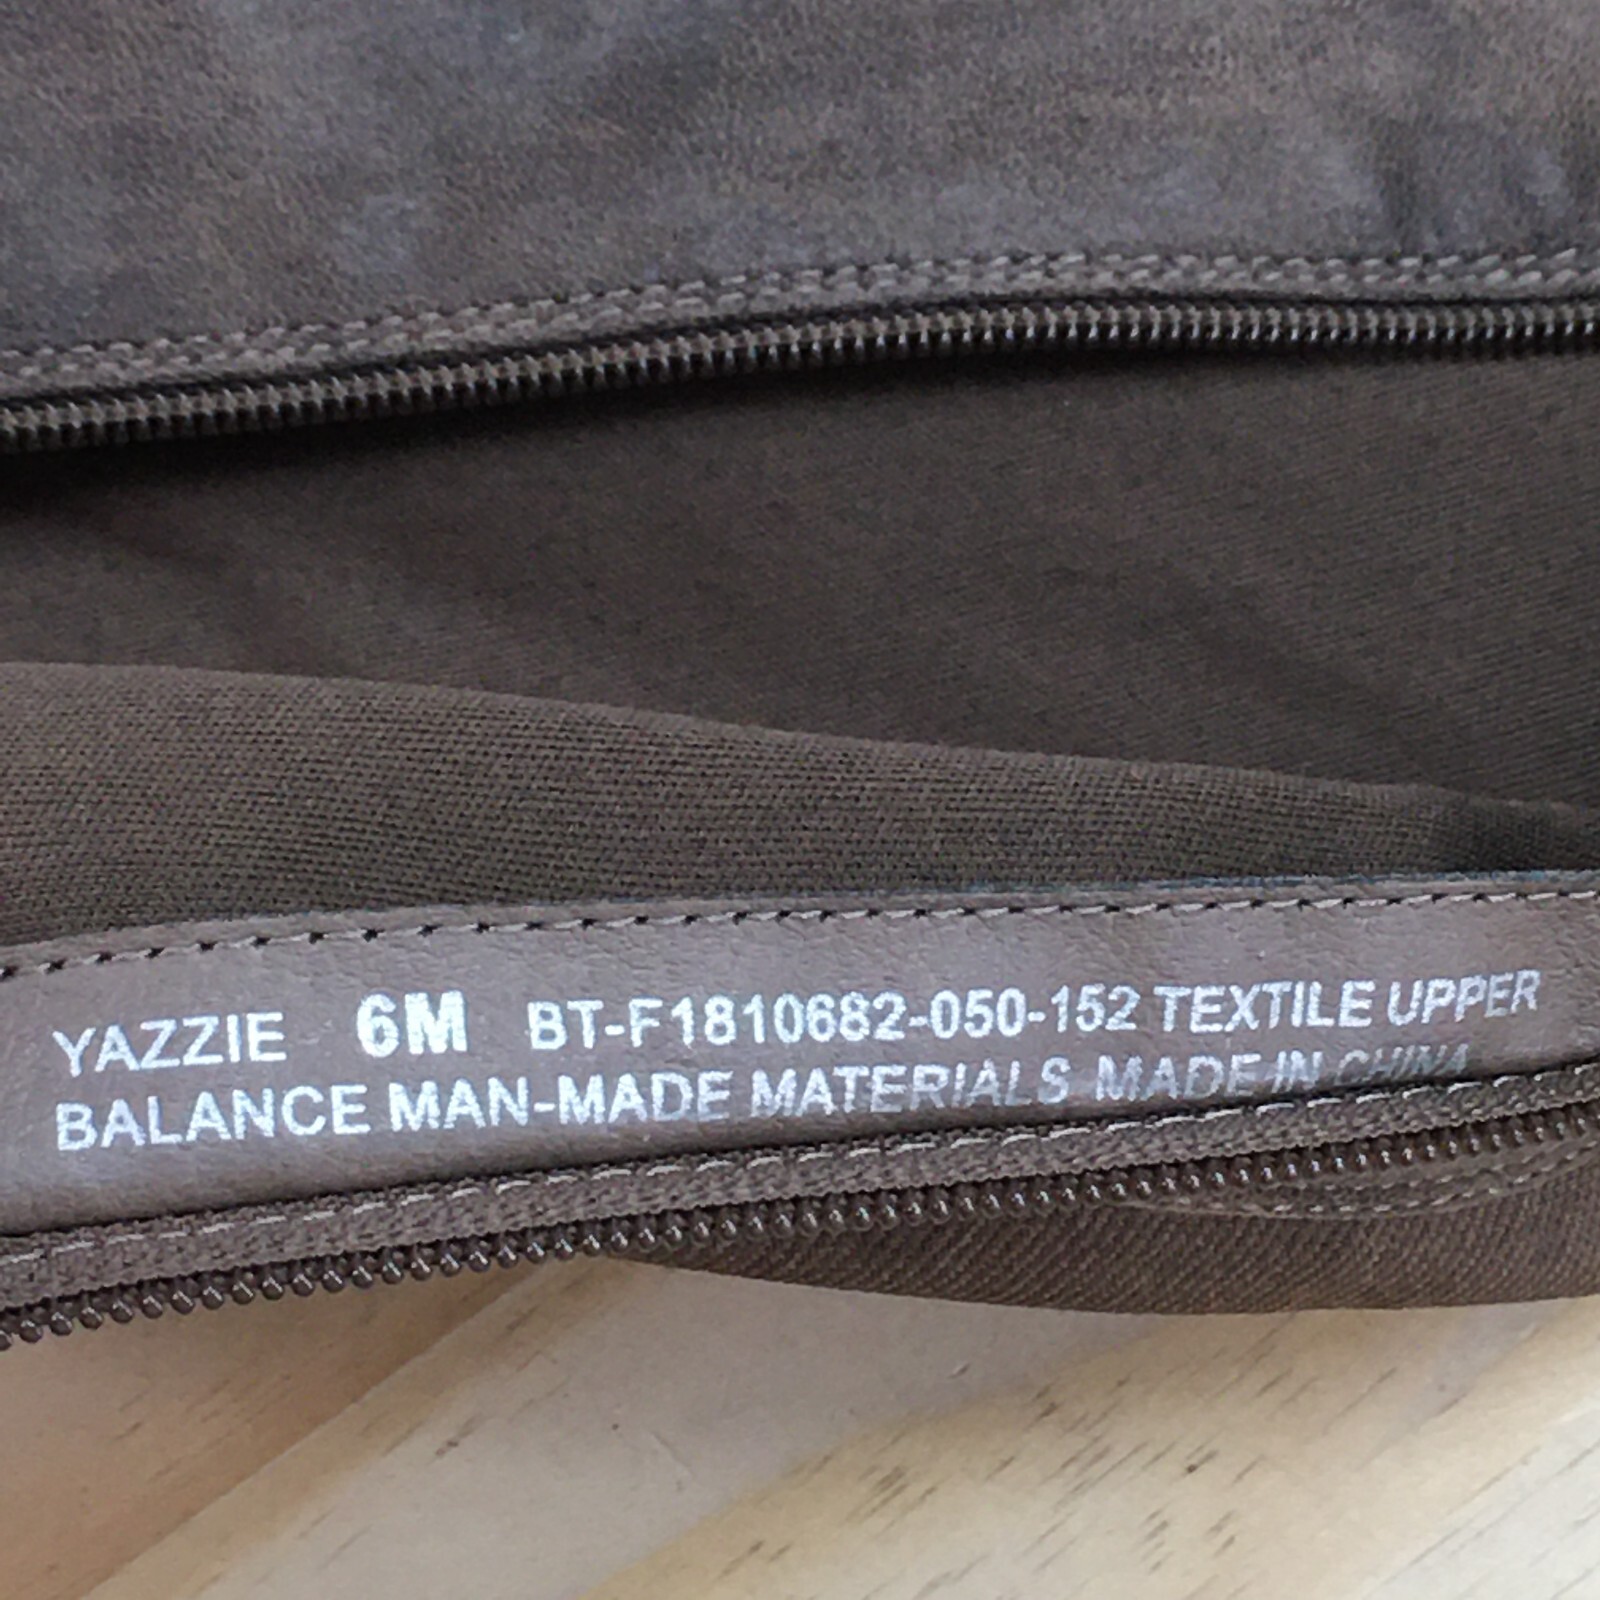 YAZZIE 6M BT-F1810682-050-152 TEXTILE UPPER
BALANCE MAN-MADE MATERIALS MADE IN CHINA